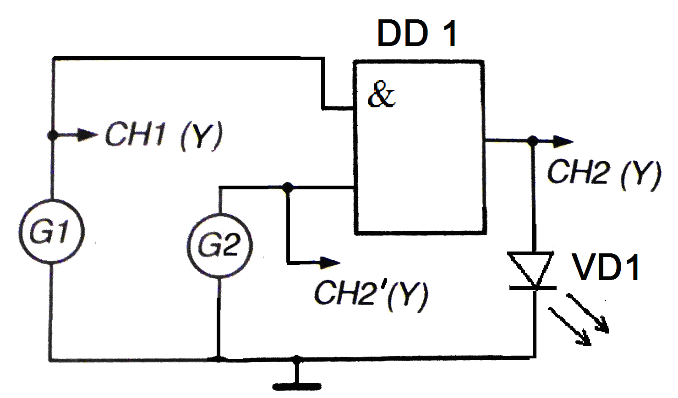 DD 1
&
CH1 (Y)
CH2 (Y)
G1
G2
VD1
CH2'(Y)